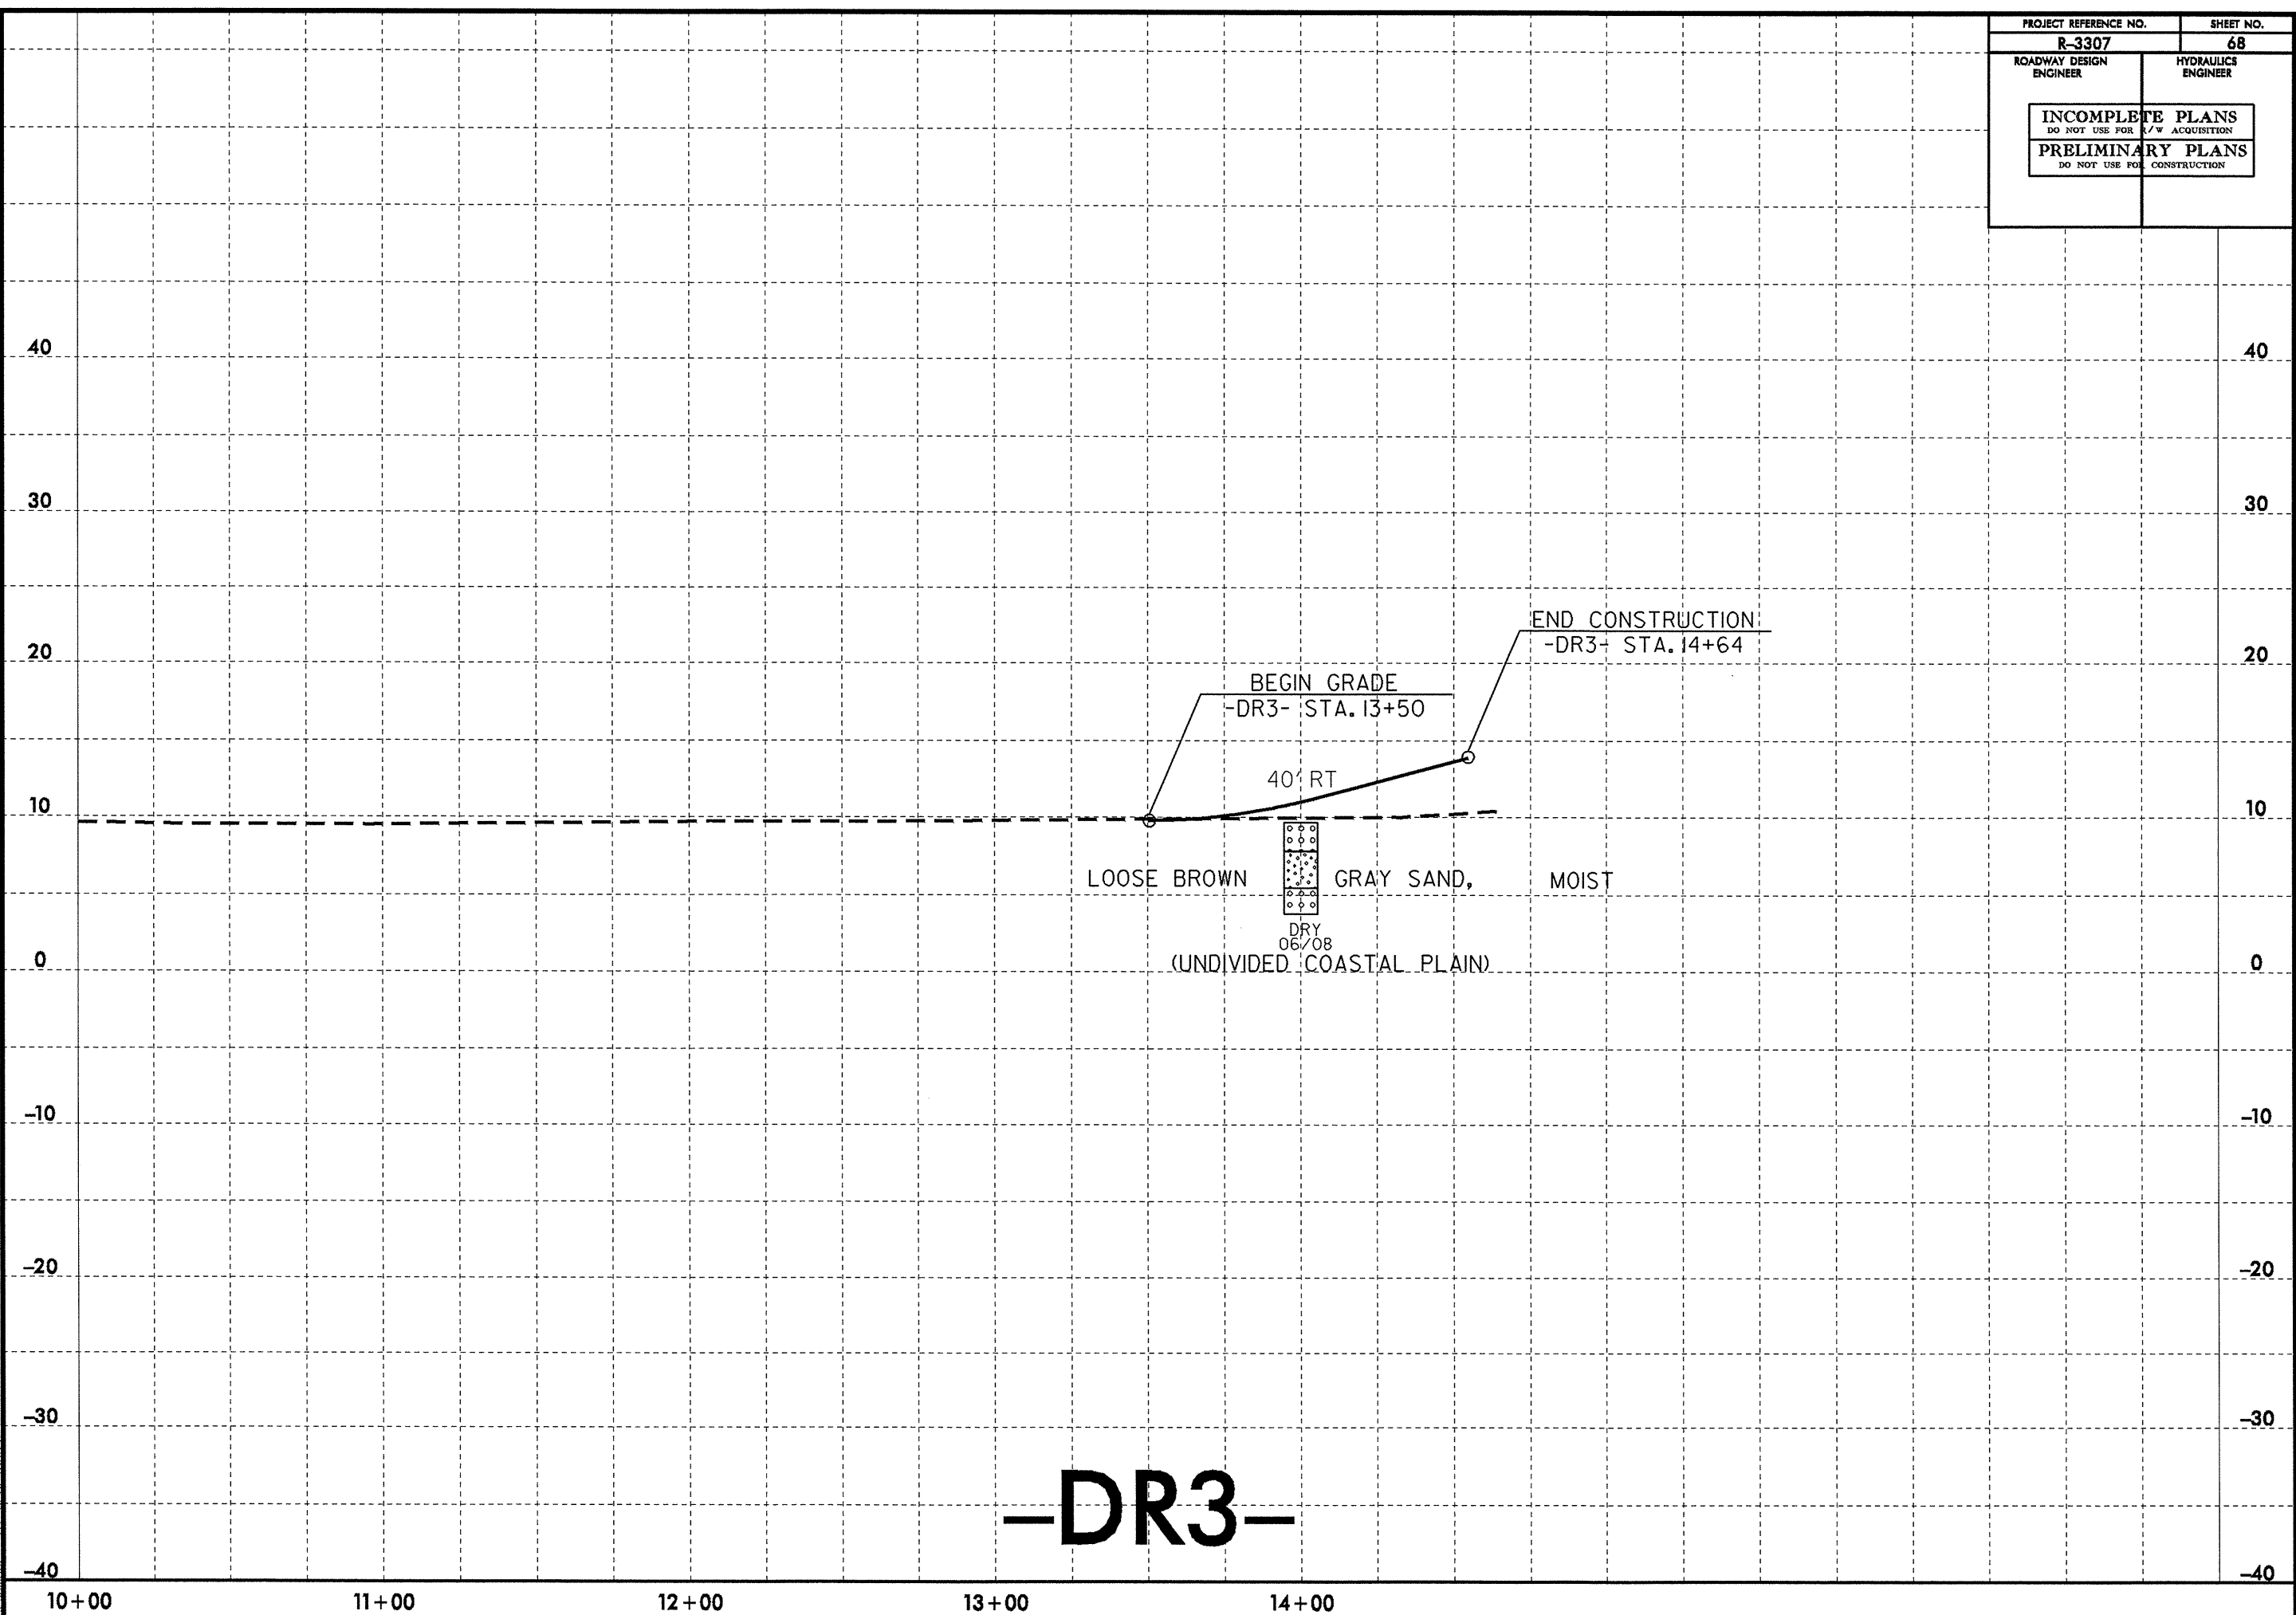 PROJECT REFERENCE NO. SHEET NO.
R-3307 68
ROADWAY DESIGN ENGINEER HYDRAULICS ENGINEER
INCOMPLETE PLANS
DO NOT USE FOR R/W ACQUISITION
PRELIMINARY PLANS
DO NOT USE FOR CONSTRUCTION
40 40
30 30
END CONSTRUCTION
-DR3- STA. 14+64
20 20
BEGIN GRADE
-DR3- STA. 13+50
40' RT
10 10
LOOSE BROWN GRAY SAND, MOIST
DRY
06/08
(UNDIVIDED COASTAL PLAIN)
0 0
-10 -10
-20 -20
-30 -30
-DR3-
-40 -40
10+00 11+00 12+00 13+00 14+00